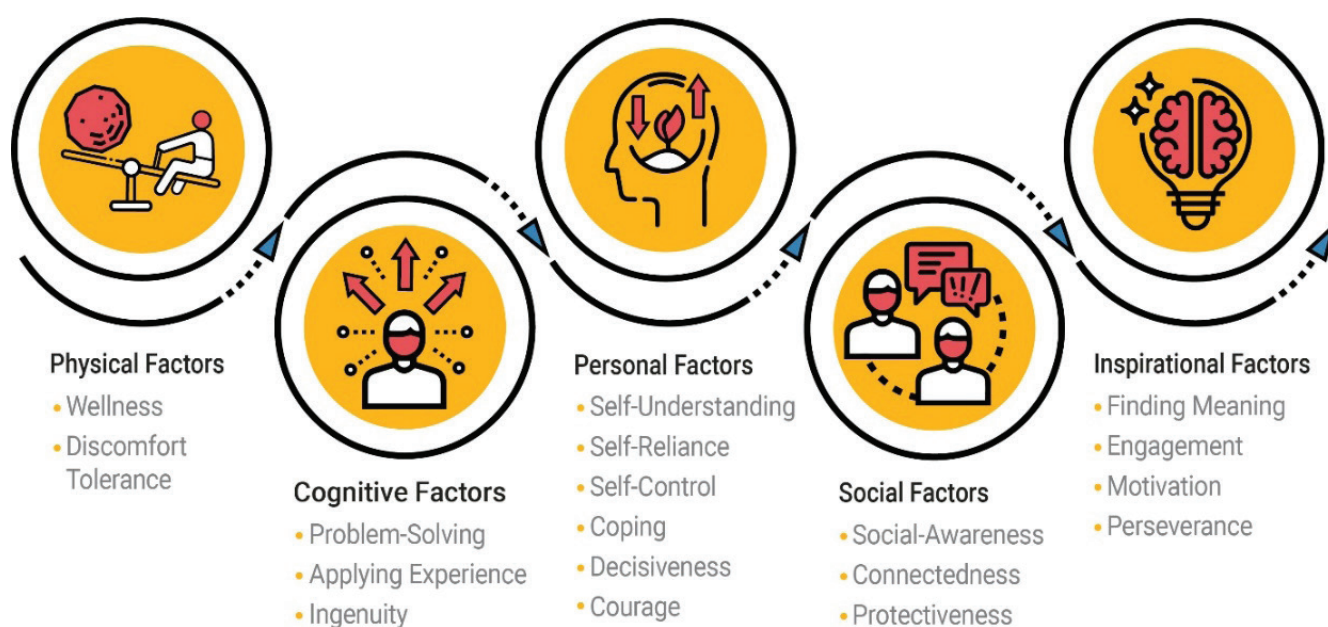 Physical Factors
• Wellness
• Discomfort
Tolerance
Cognitive Factors
• Problem-Solving
• Applying Experience
• Ingenuity
Personal Factors
• Self-Understanding
• Self-Reliance
• Self-Control
• Coping
• Decisiveness
• Courage
Social Factors
• Social-Awareness
• Connectedness
• Protectiveness
Inspirational Factors
• Finding Meaning
• Engagement
• Motivation
• Perseverance